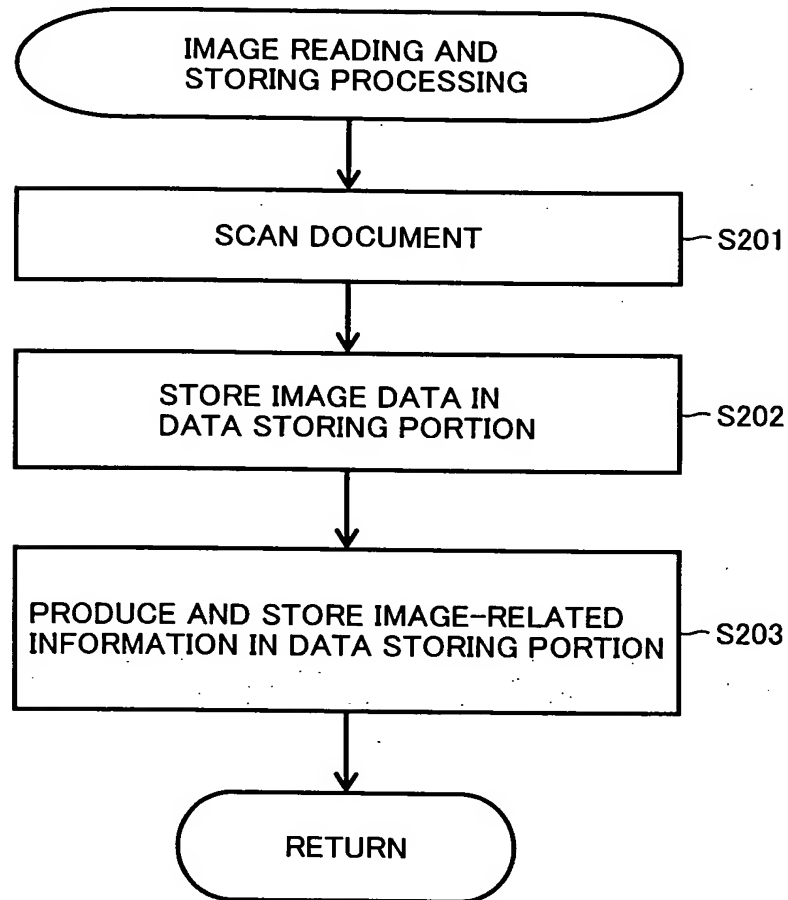 IMAGE READING AND
STORING PROCESSING
SCAN DOCUMENT
S201
STORE IMAGE DATA IN
DATA STORING PORTION
S202
PRODUCE AND STORE IMAGE-RELATED
INFORMATION IN DATA STORING PORTION
S203
RETURN